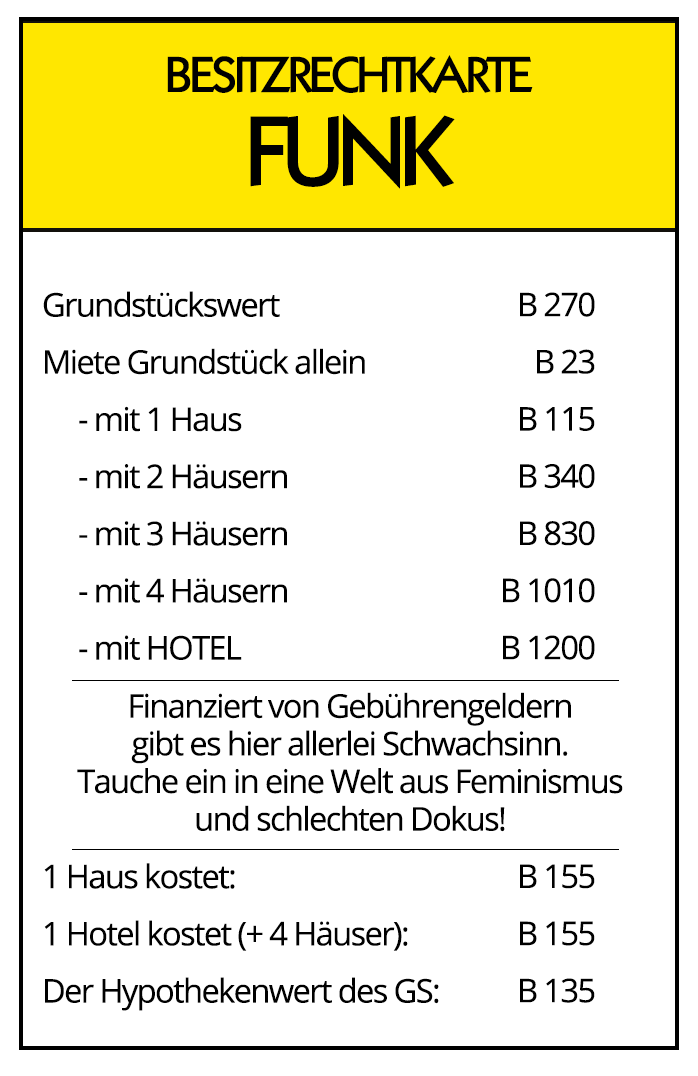 BESITZRECHTKARTE
FUNK
Grundstückswert B 270
Miete Grundstück allein B 23
- mit 1 Haus B 115
- mit 2 Häusern B 340
- mit 3 Häusern B 830
- mit 4 Häusern B 1010
- mit HOTEL B 1200
Finanziert von Gebührengeldern
gibt es hier allerlei Schwachsinn.
Tauche ein in eine Welt aus Feminismus
und schlechten Dokus!
1 Haus kostet: B 155
1 Hotel kostet (+ 4 Häuser): B 155
Der Hypothekenwert des GS: B 135